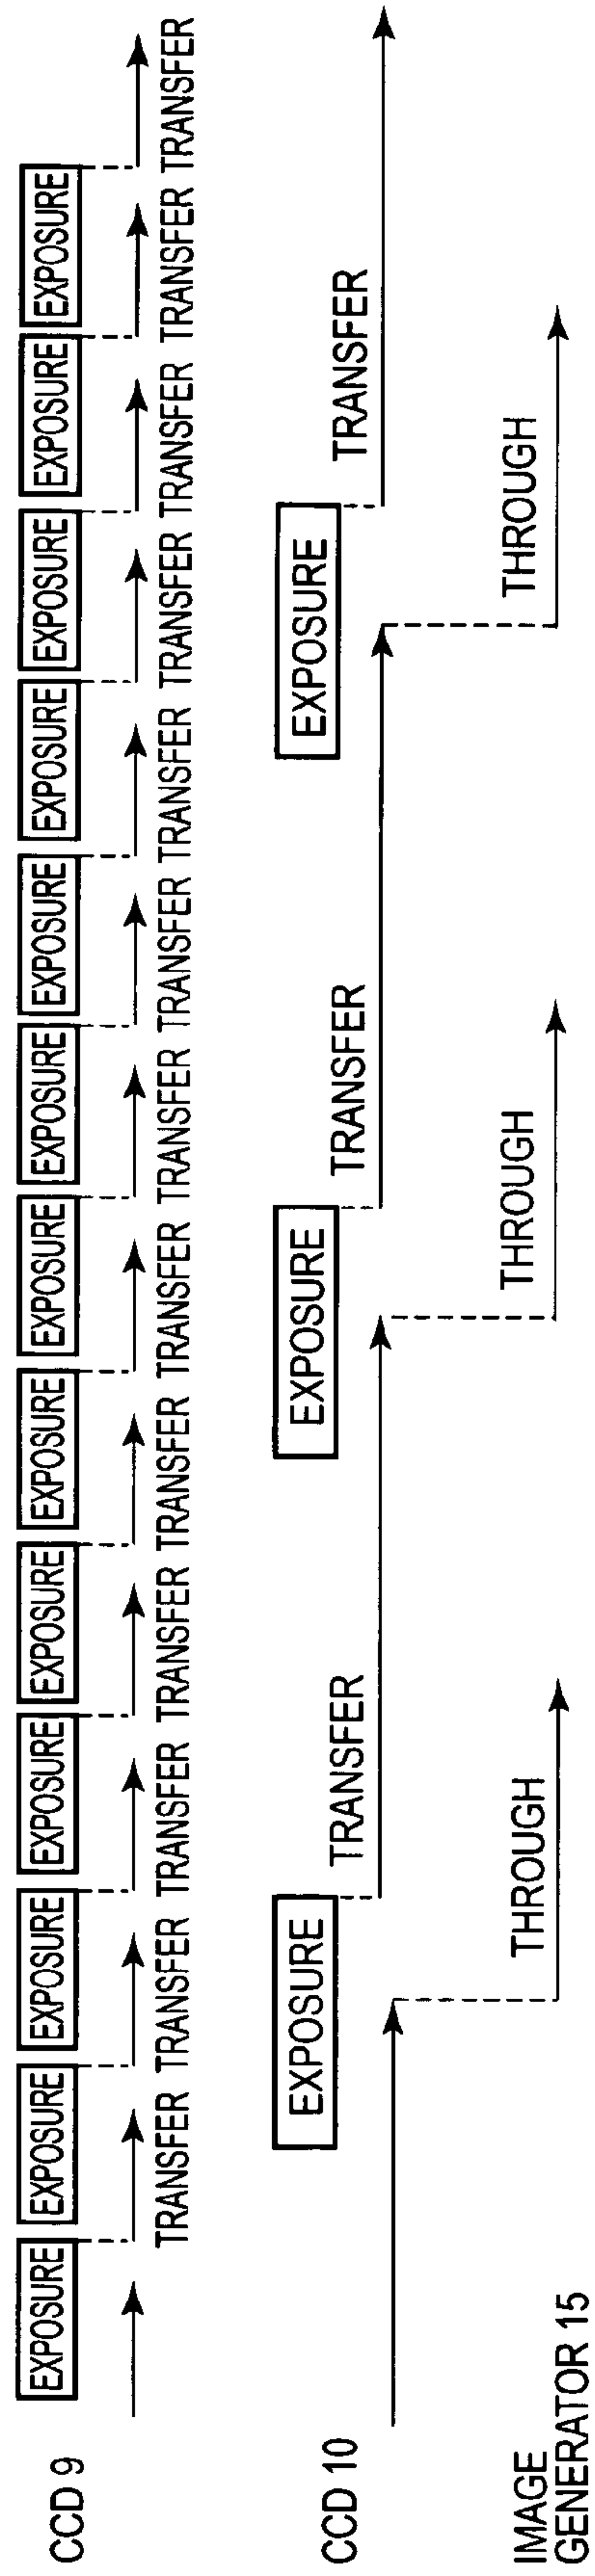 CCD 9
EXPOSURE EXPOSURE EXPOSURE EXPOSURE EXPOSURE EXPOSURE EXPOSURE EXPOSURE EXPOSURE EXPOSURE EXPOSURE EXPOSURE EXPOSURE
TRANSFER TRANSFER TRANSFER TRANSFER TRANSFER TRANSFER TRANSFER TRANSFER TRANSFER TRANSFER TRANSFER TRANSFER TRANSFER
CCD 10
EXPOSURE EXPOSURE EXPOSURE
TRANSFER TRANSFER TRANSFER
IMAGE
GENERATOR 15
THROUGH THROUGH THROUGH